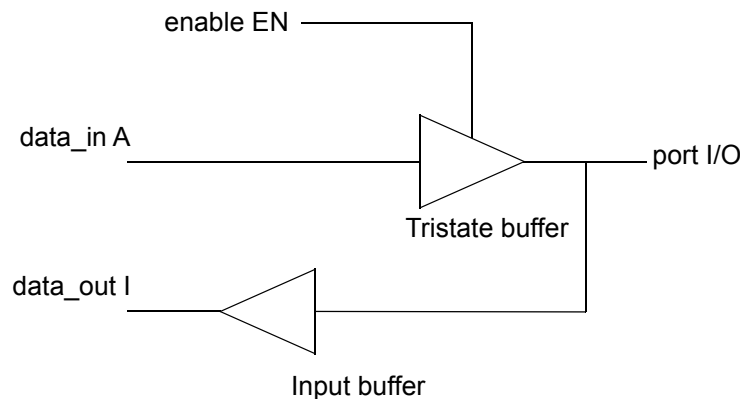 enable EN
data_in A
port I/O
Tristate buffer
data_out I
Input buffer